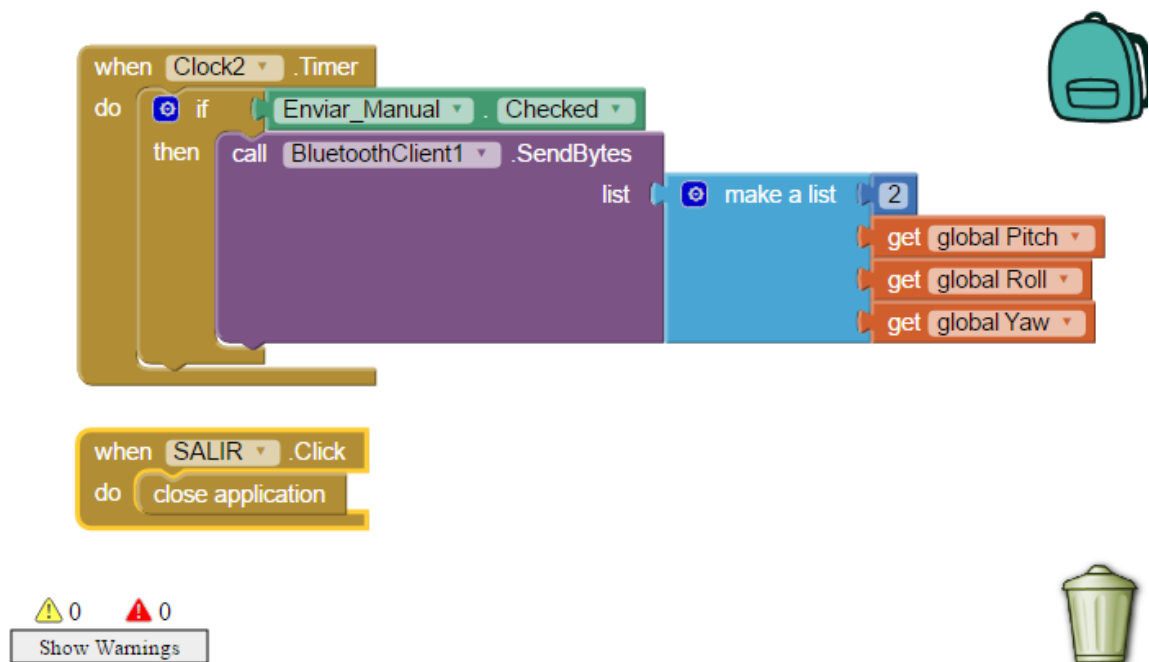 when Clock2 .Timer
do if Enviar_Manual . Checked
then call BluetoothClient1 .SendBytes
list make a list 2
get global Pitch
get global Roll
get global Yaw
when SALIR .Click
do close application
0 0
Show Warnings